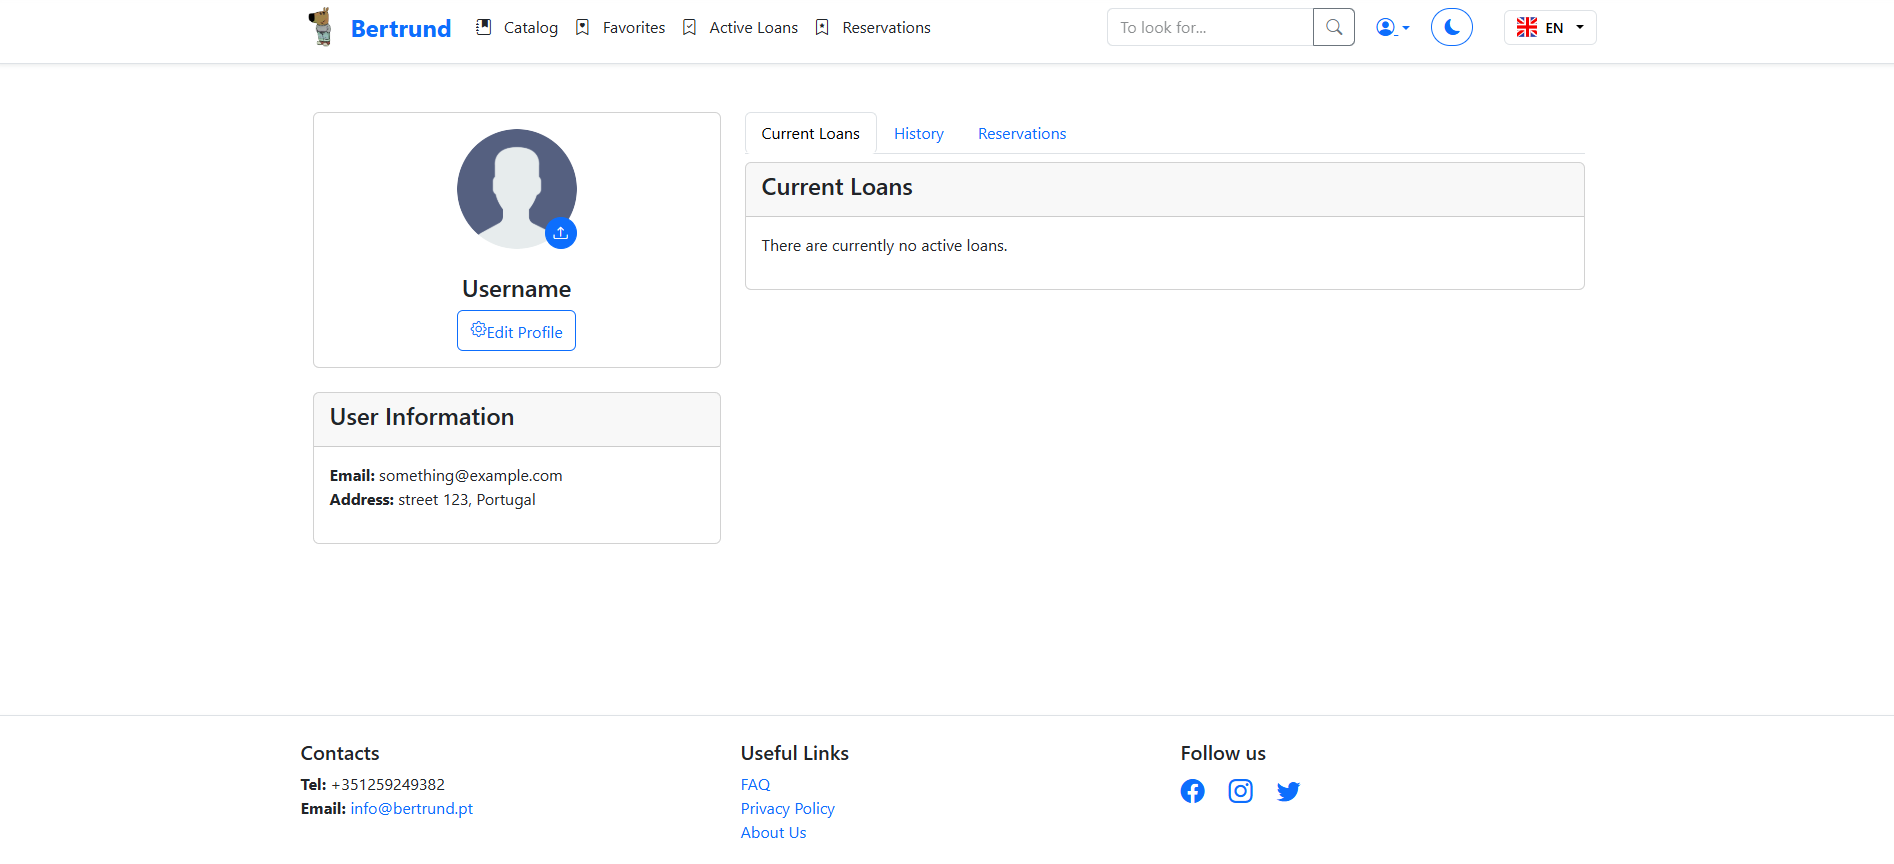 Bertrund Catalog Favorites Active Loans Reservations To look for... EN
Username
Edit Profile
User Information
Email: something@example.com
Address: street 123, Portugal
Current Loans History Reservations
Current Loans
There are currently no active loans.
Contacts
Tel: +351259249382
Email: info@bertrund.pt
Useful Links
FAQ
Privacy Policy
About Us
Follow us